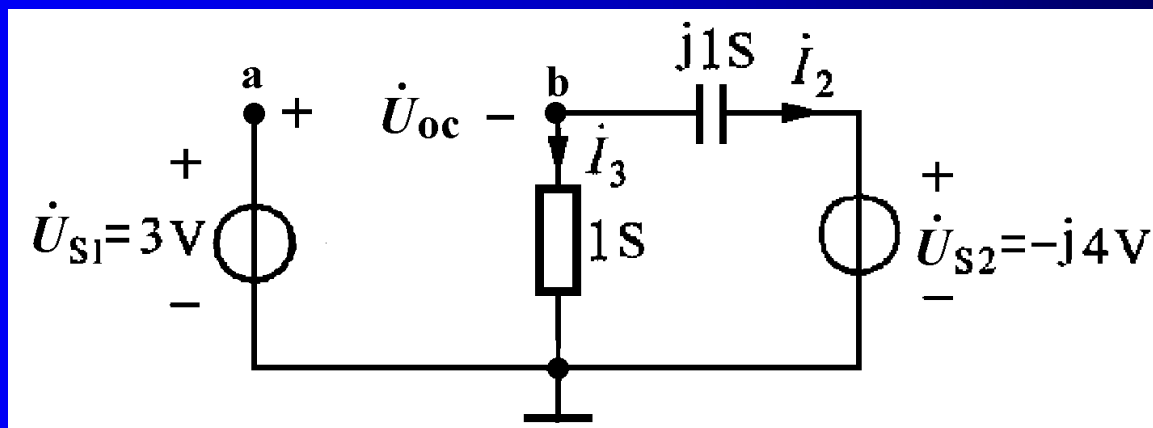 j1S İ₂
a + U̇oc − b
+ İ₃ +
U̇S1=3V 1S U̇S2=−j4V
− −